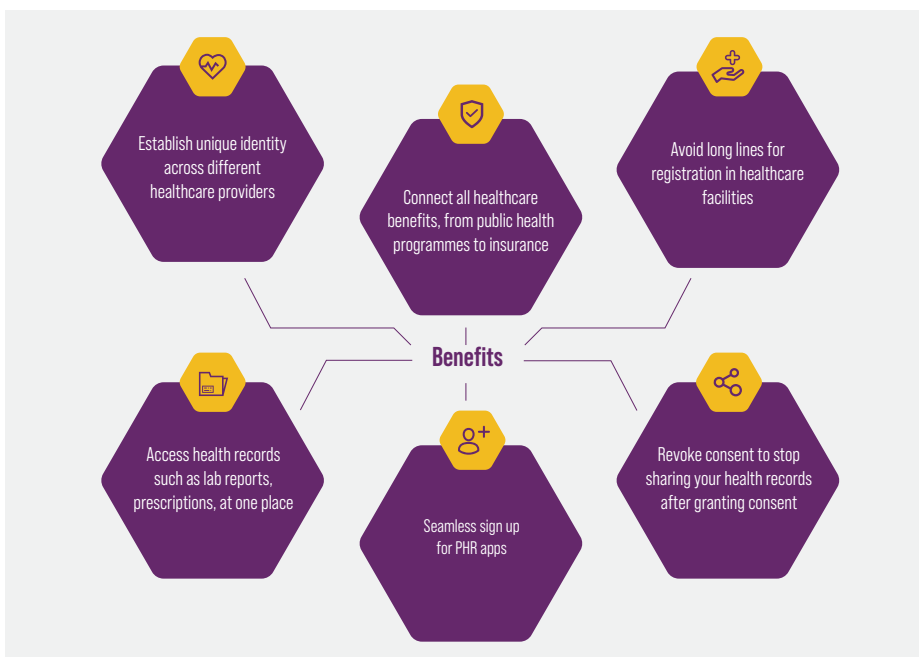 Establish unique identity
across different
healthcare providers
Connect all healthcare
benefits, from public health
programmes to insurance
Avoid long lines for
registration in healthcare
facilities
Benefits
Access health records
such as lab reports,
prescriptions, at one place
Seamless sign up
for PHR apps
Revoke consent to stop
sharing your health records
after granting consent